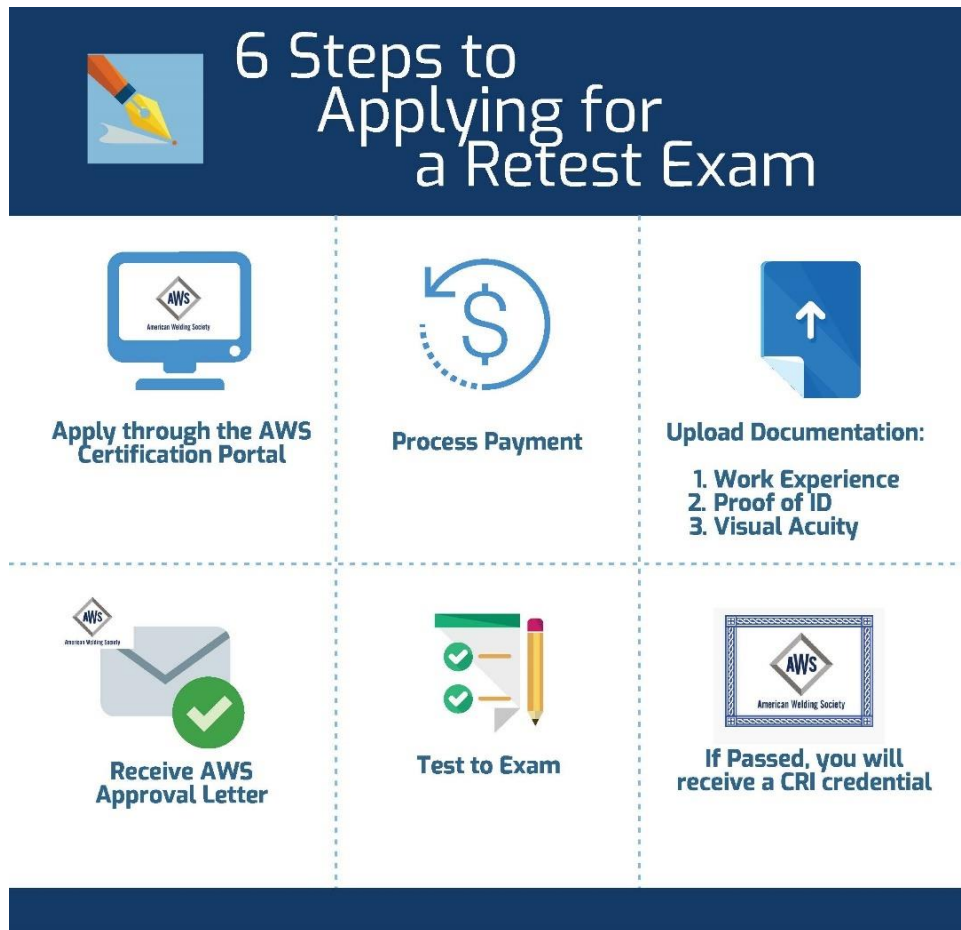 6 Steps to
Applying for
a Retest Exam
AWS
American Welding Society
Apply through the AWS
Certification Portal
$
Process Payment
Upload Documentation:
1. Work Experience
2. Proof of ID
3. Visual Acuity
AWS
American Welding Society
Receive AWS
Approval Letter
Test to Exam
AWS
American Welding Society
If Passed, you will
receive a CRI credential